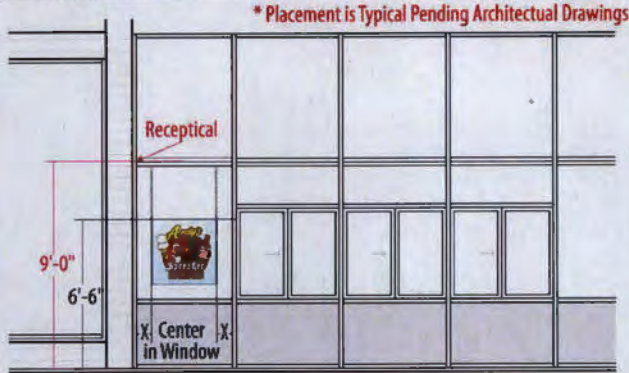 * Placement is Typical Pending Architectual Drawings
Receptical
9'-0"
6'-6"
X Center X
in Window